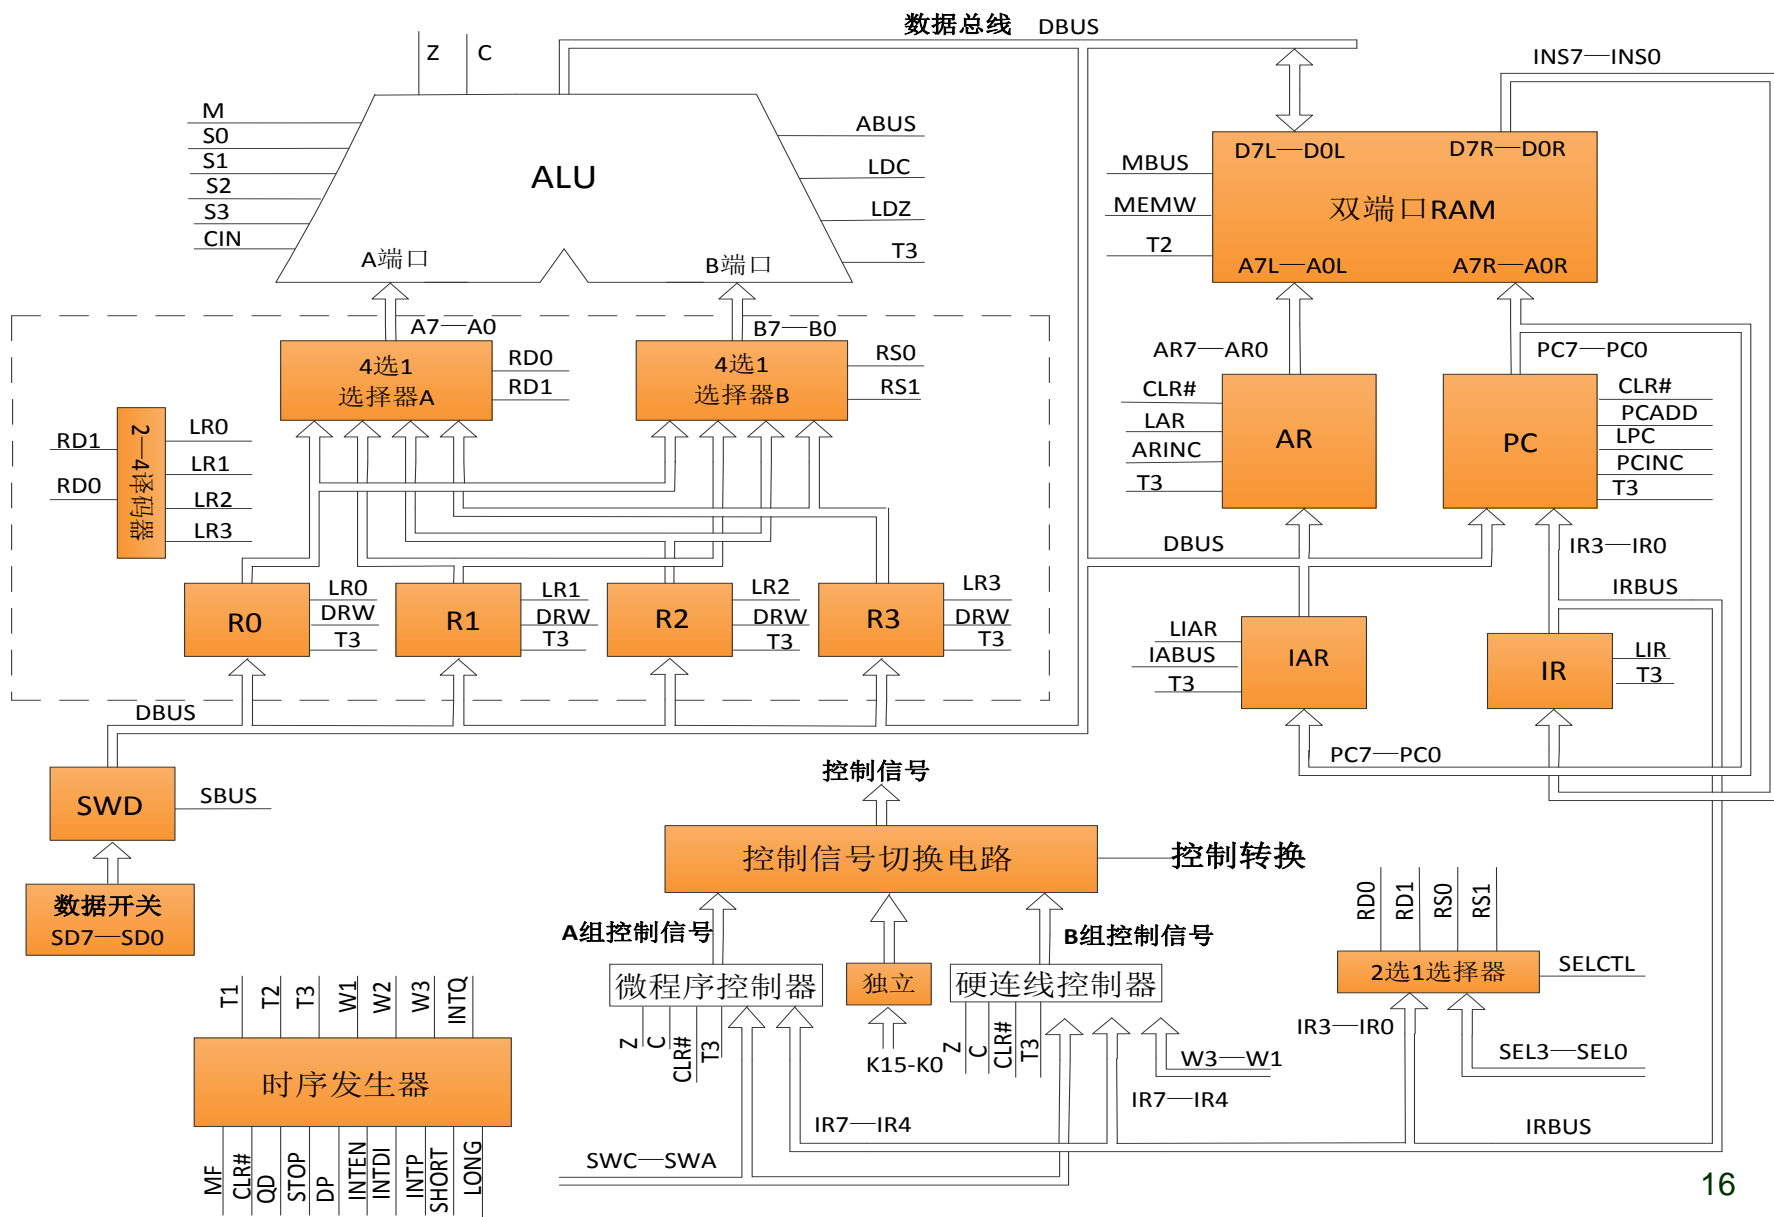 数据总线 DBUS
Z
C
INS7—INS0
M
S0
S1
S2
S3
CIN
ALU
ABUS
LDC
LDZ
T3
A端口
B端口
MBUS
MEMW
T2
D7L—D0L
D7R—D0R
双端口RAM
A7L—A0L
A7R—A0R
A7—A0
B7—B0
4选1
选择器A
RD0
RD1
4选1
选择器B
RS0
RS1
AR7—AR0
PC7—PC0
CLR#
LAR
ARINC
T3
AR
PC
CLR#
PCADD
LPC
PCINC
T3
RD1
RD0
2—4译码器
LR0
LR1
LR2
LR3
DBUS
IR3—IR0
IRBUS
R0
LR0
DRW
T3
R1
LR1
DRW
T3
R2
LR2
DRW
T3
R3
LR3
DRW
T3
LIAR
IABUS
T3
IAR
IR
LIR
T3
DBUS
PC7—PC0
SWD
SBUS
数据开关
SD7—SD0
控制信号
控制信号切换电路
控制转换
A组控制信号
B组控制信号
微程序控制器
独立
硬连线控制器
Z
C
CLR#
T3
K15-K0
Z
C
CLR#
T3
W3—W1
IR7—IR4
IR7—IR4
SWC—SWA
RD0
RD1
RS0
RS1
2选1选择器
SELCTL
IR3—IR0
SEL3—SEL0
IRBUS
T1
T2
T3
W1
W2
W3
INTQ
时序发生器
MF
CLR#
QD
STOP
DP
INTEN
INTDI
INTP
SHORT
LONG
16